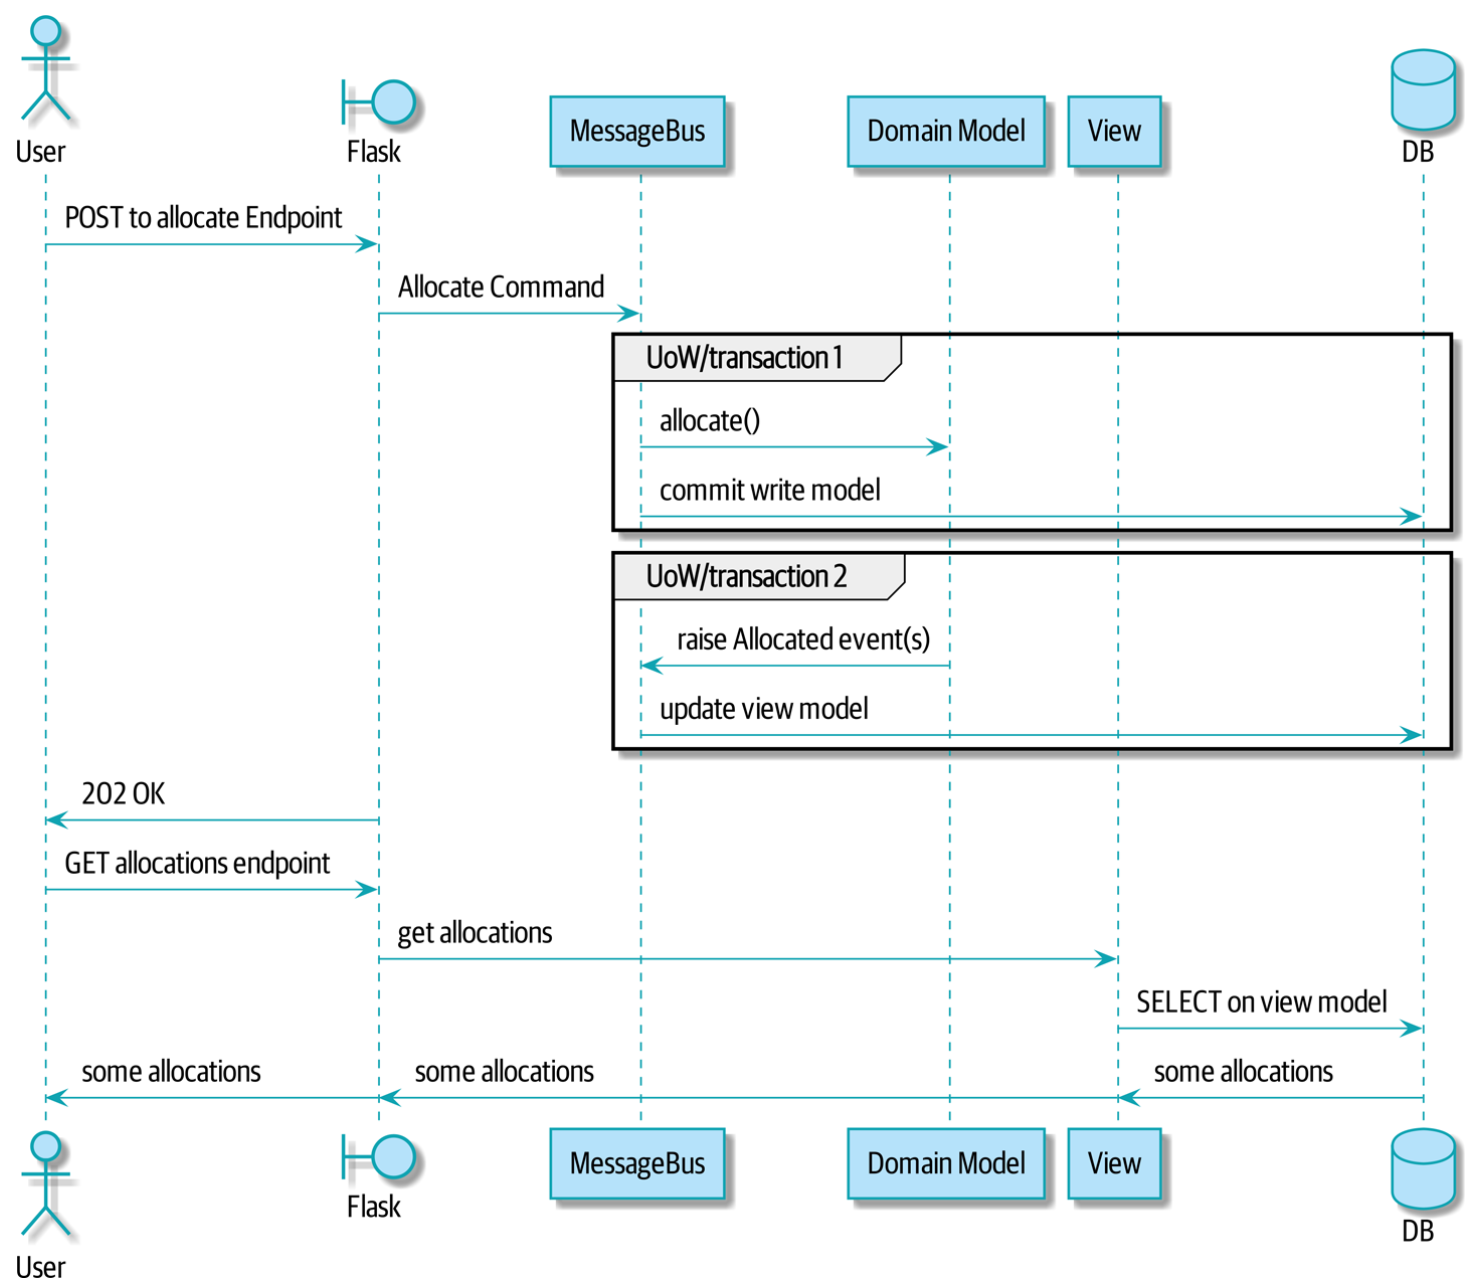 User
Flask
MessageBus
Domain Model
View
DB
POST to allocate Endpoint
Allocate Command
UoW/transaction 1
allocate()
commit write model
UoW/transaction 2
raise Allocated event(s)
update view model
202 OK
GET allocations endpoint
get allocations
SELECT on view model
some allocations
some allocations
some allocations
MessageBus
Domain Model
View
Flask
DB
User